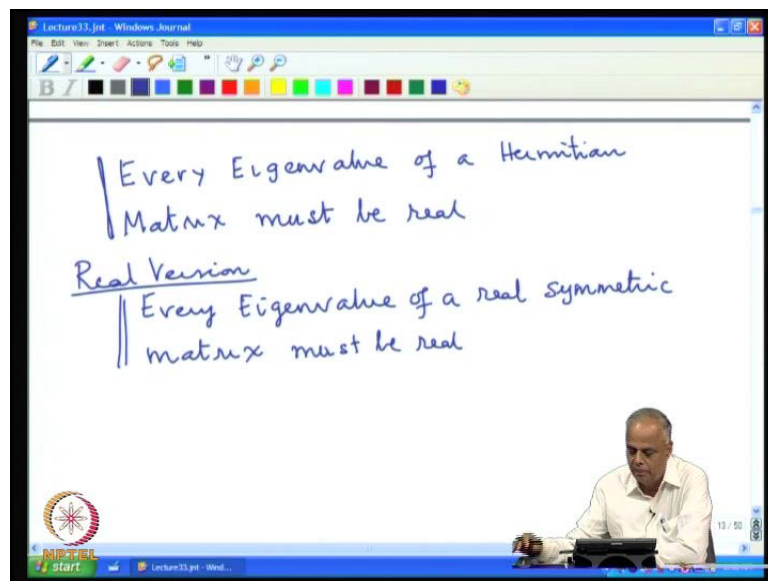 Lecture33.jnt - Windows Journal
File Edit View Insert Actions Tools Help
B I
Every Eigenvalue of a Hermitian
Matrix must be real
Real Version
Every Eigenvalue of a real symmetric
matrix must be real
13 / 50
NPTEL
start
Lecture33.jnt - Wind...